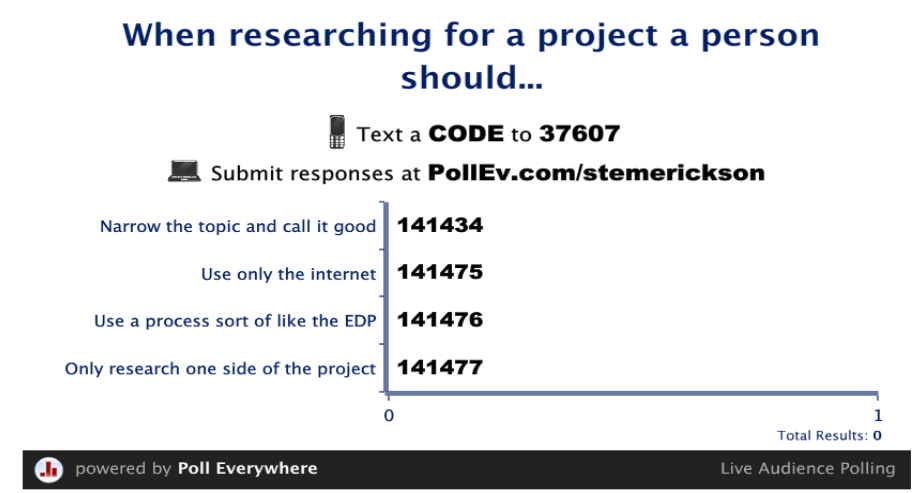 When researching for a project a person
should...
Text a CODE to 37607
Submit responses at PollEv.com/stemerickson
Narrow the topic and call it good 141434
Use only the internet 141475
Use a process sort of like the EDP 141476
Only research one side of the project 141477
0 1
Total Results: 0
powered by Poll Everywhere Live Audience Polling